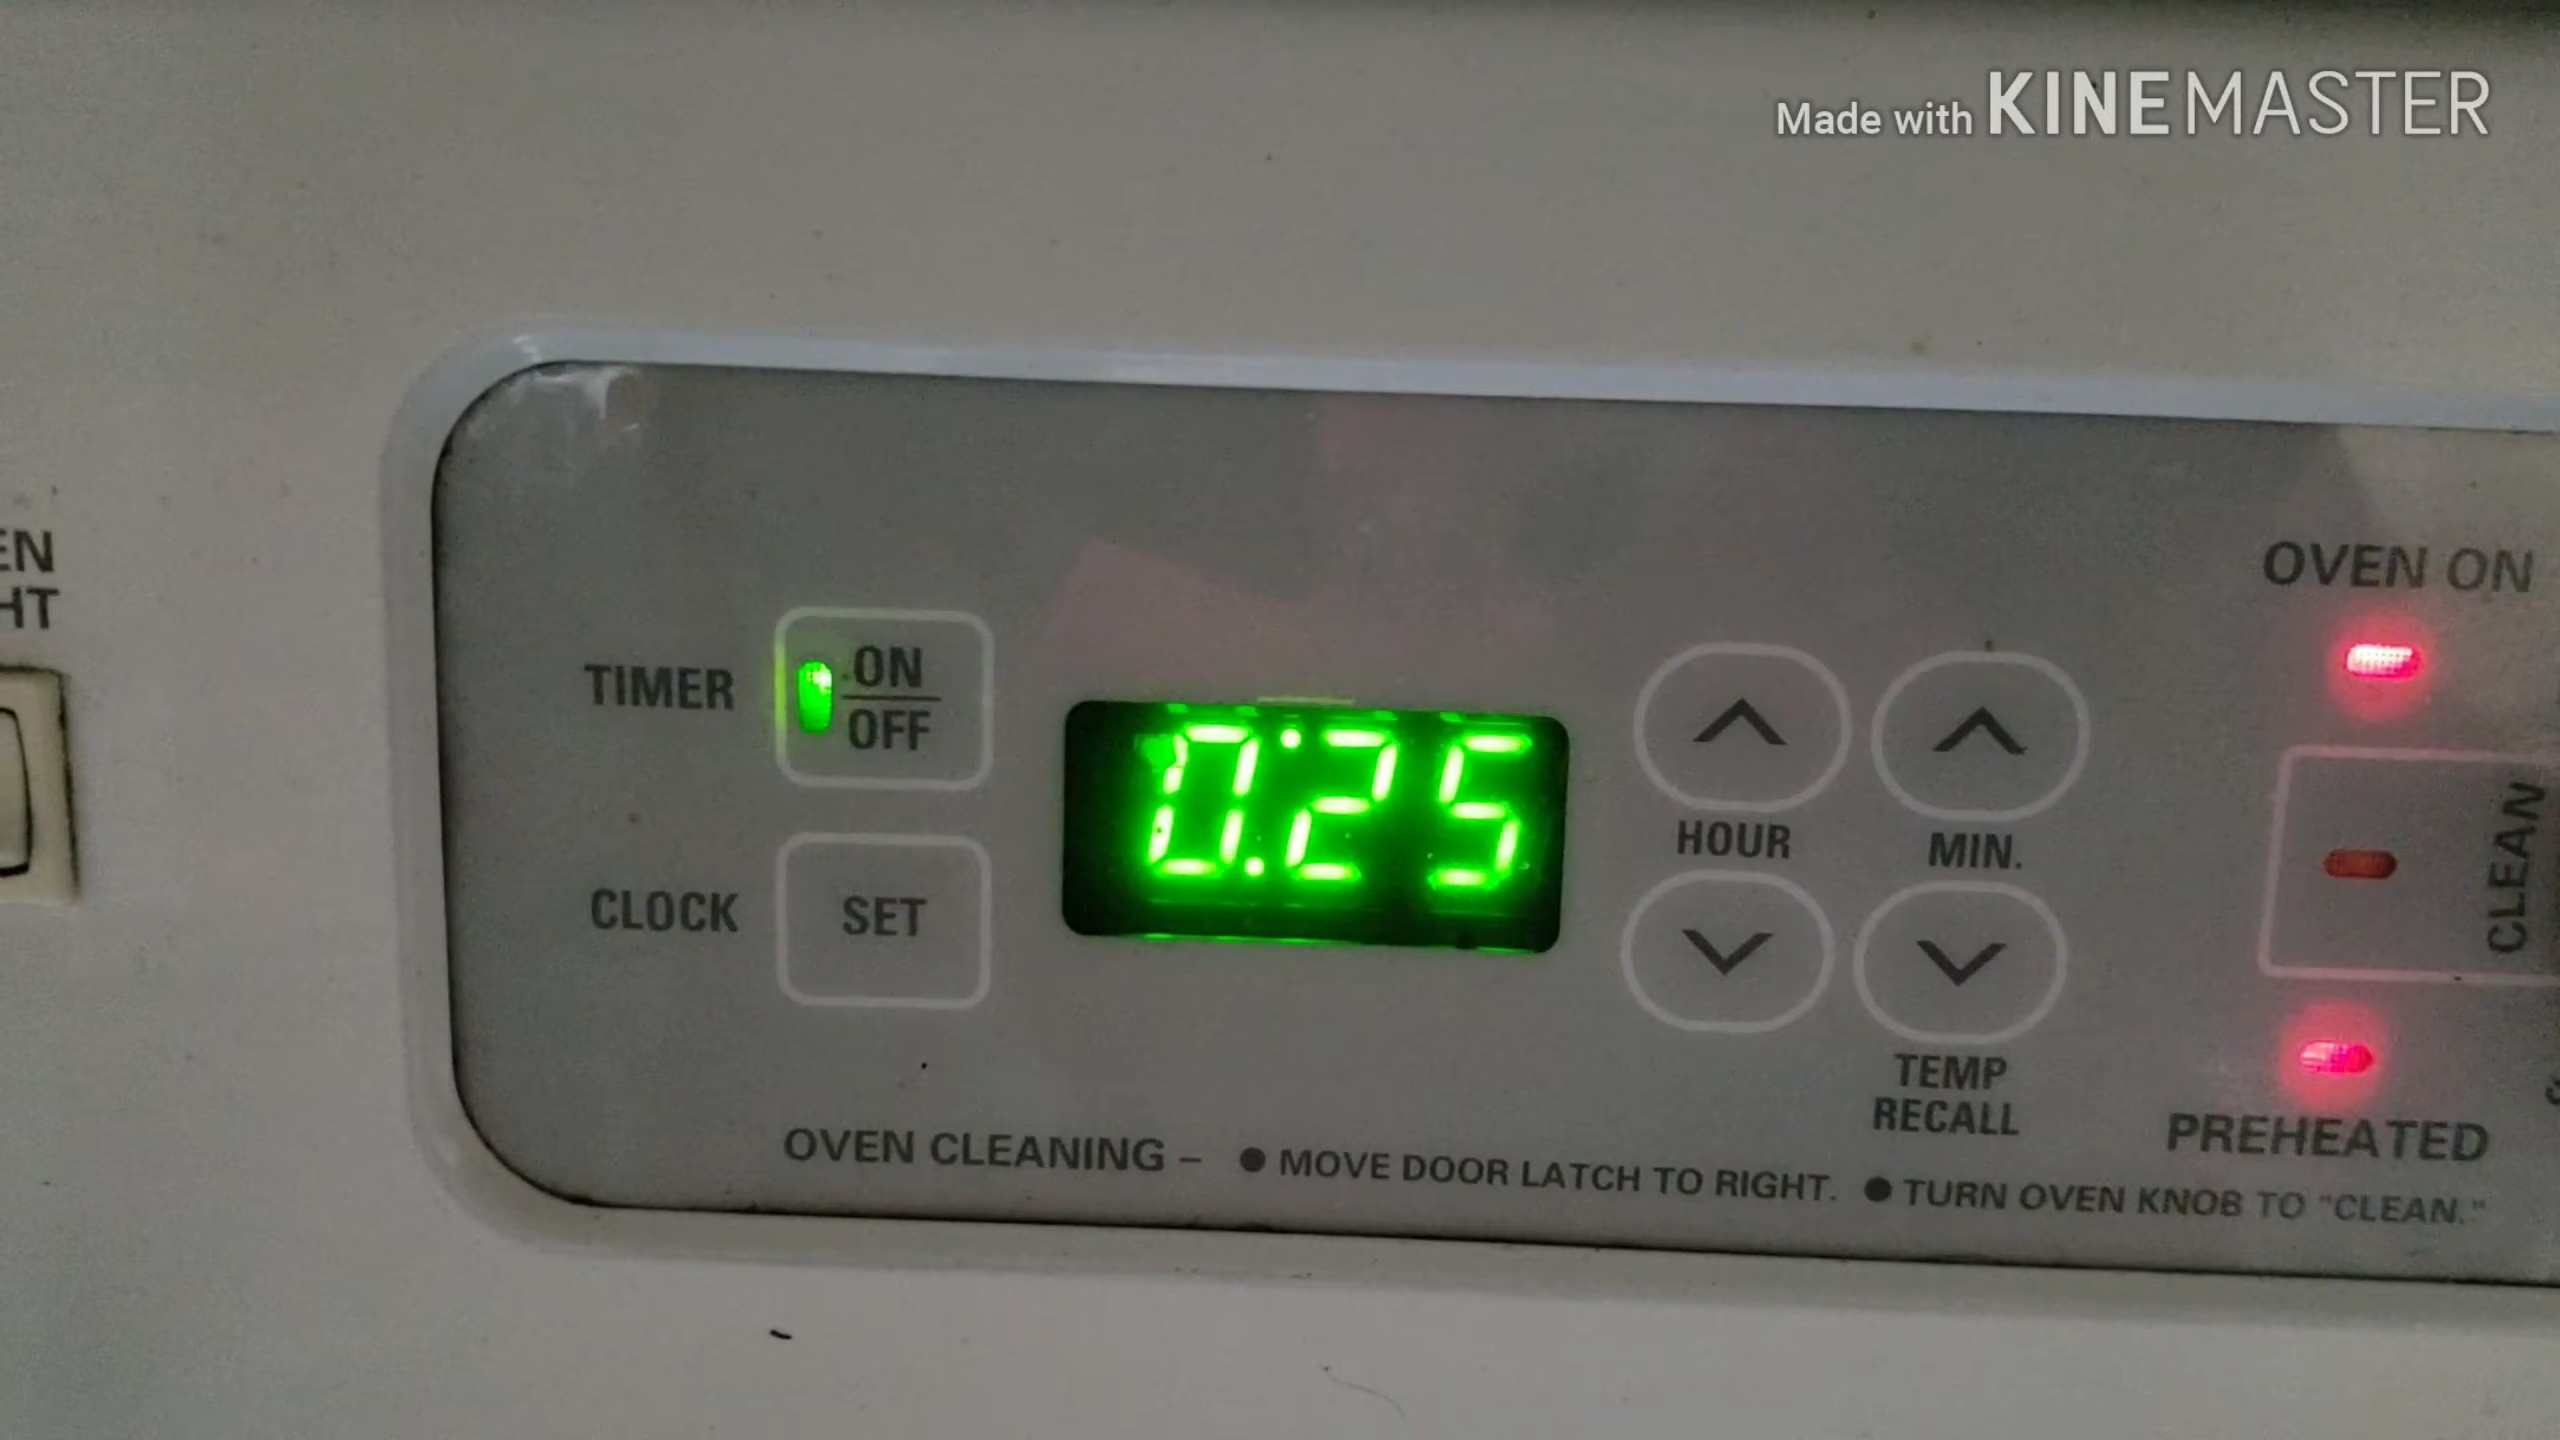 Made with KINEMASTER
OVEN ON
TIMER
ON
OFF
0:25
HOUR
MIN.
CLEAN
CLOCK
SET
TEMP
RECALL
PREHEATED
OVEN CLEANING – ● MOVE DOOR LATCH TO RIGHT. ● TURN OVEN KNOB TO "CLEAN."